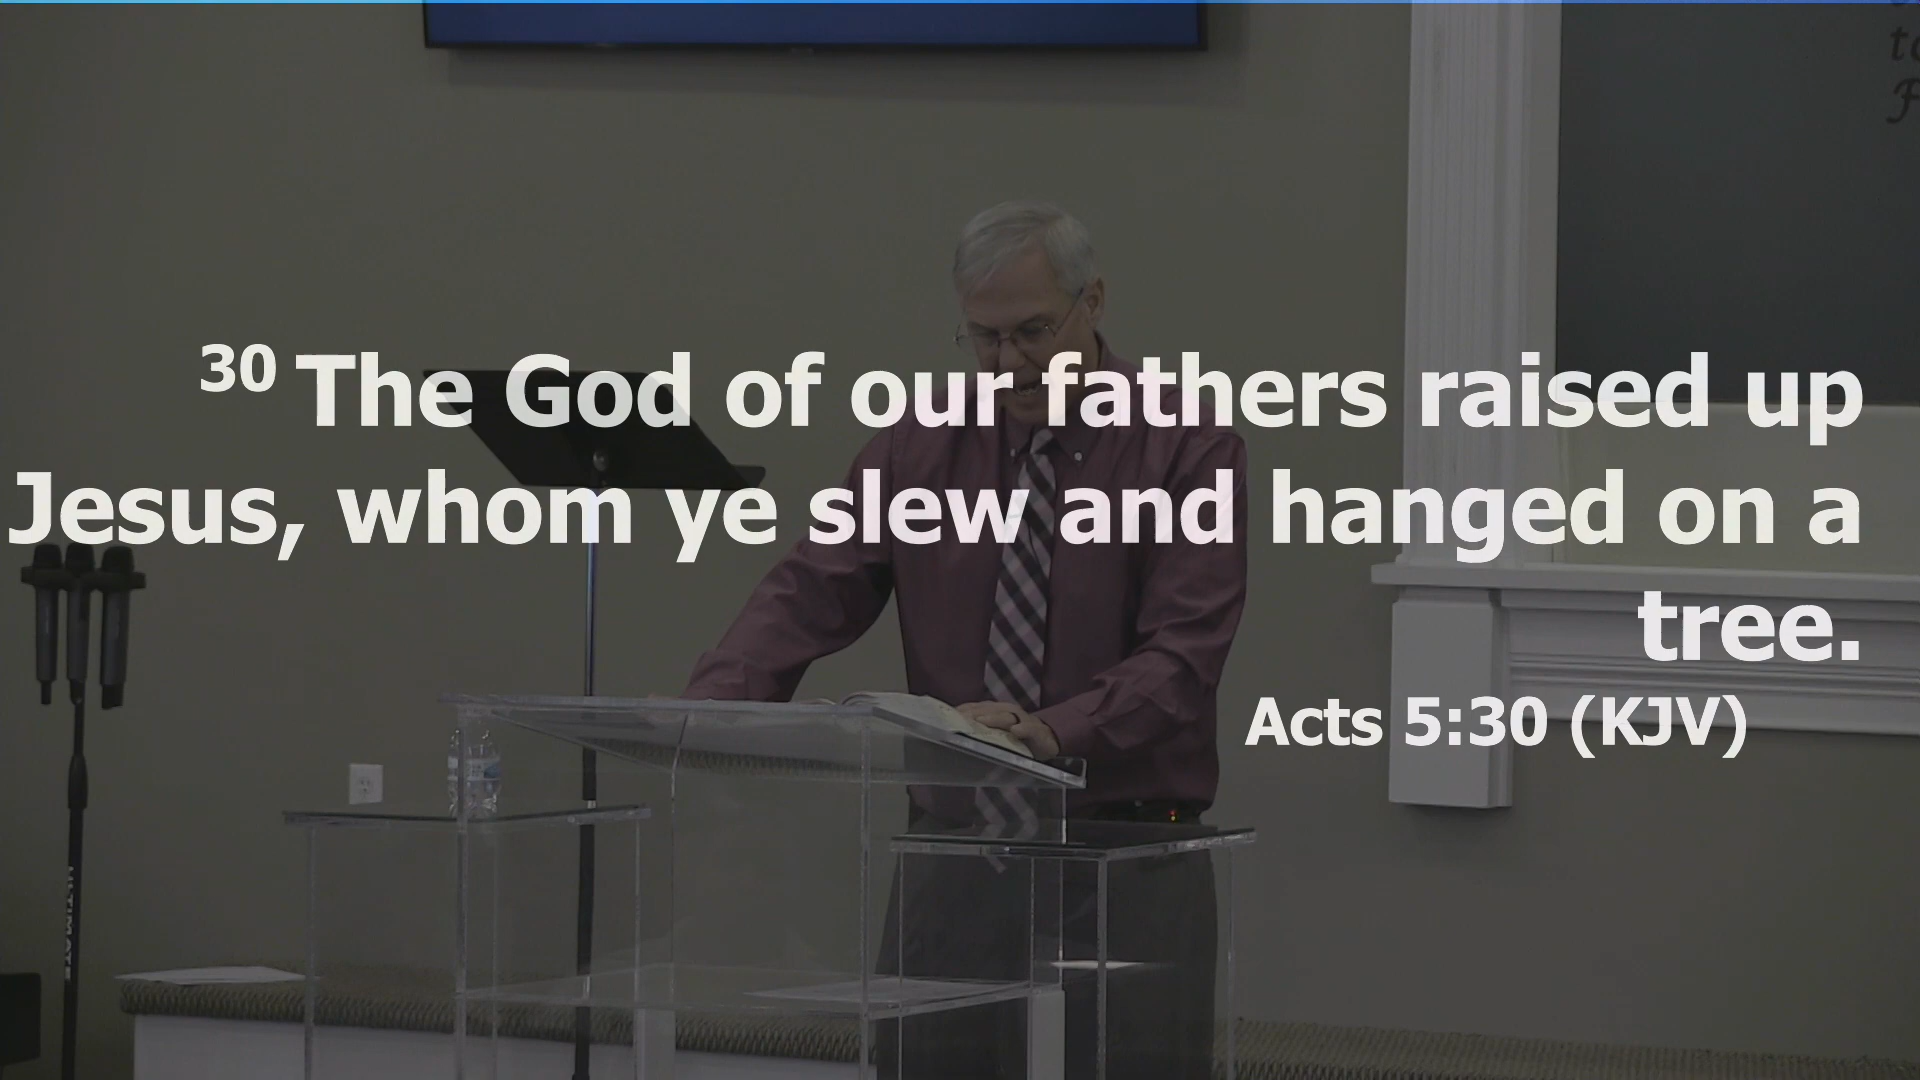 to
30 The God of our fathers raised up
Jesus, whom ye slew and hanged on a
tree.
Acts 5:30 (KJV)